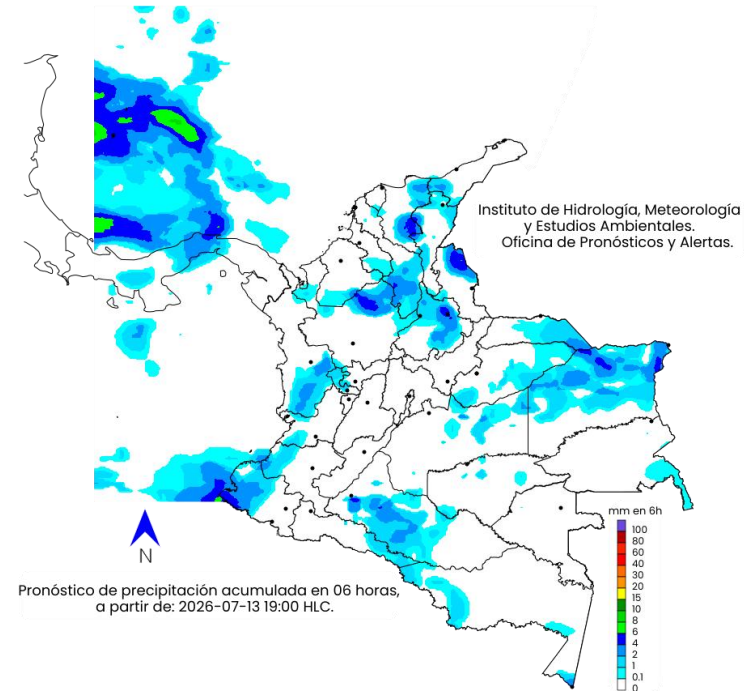 Instituto de Hidrología, Meteorología
y Estudios Ambientales.
Oficina de Pronósticos y Alertas.
mm en 6h
100
80
60
40
30
20
15
10
8
6
4
2
1
0.1
0
N
Pronóstico de precipitación acumulada en 06 horas,
a partir de: 2026-07-13 19:00 HLC.